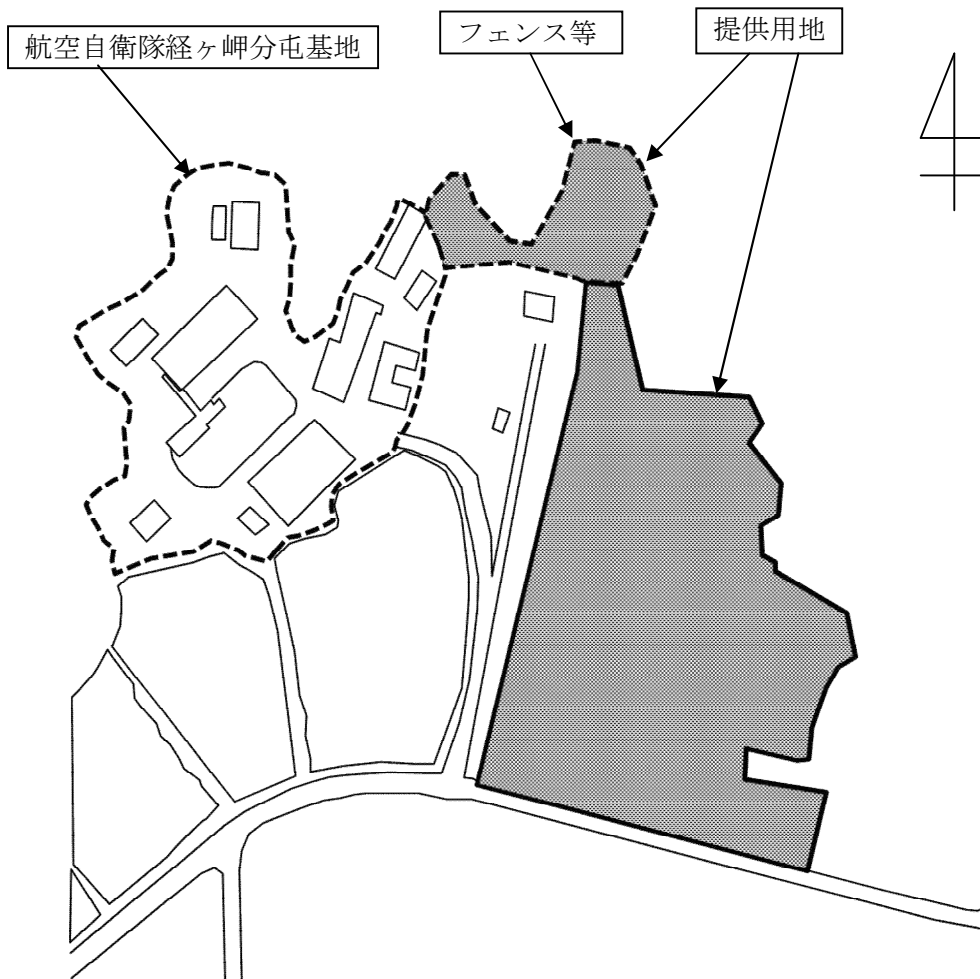 航空自衛隊経ヶ岬分屯基地
フェンス等
提供用地